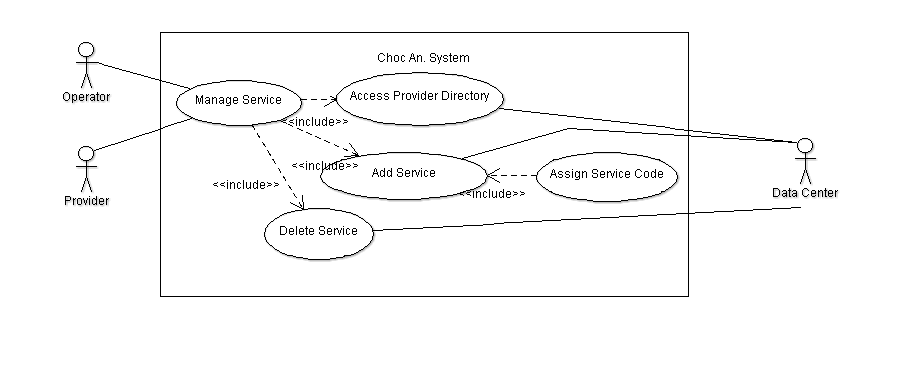 Choc An. System
Operator
Manage Service
Access Provider Directory
<<include>>
<<include>>
Provider
Add Service
Assign Service Code
<<include>>
<<include>>
Data Center
Delete Service